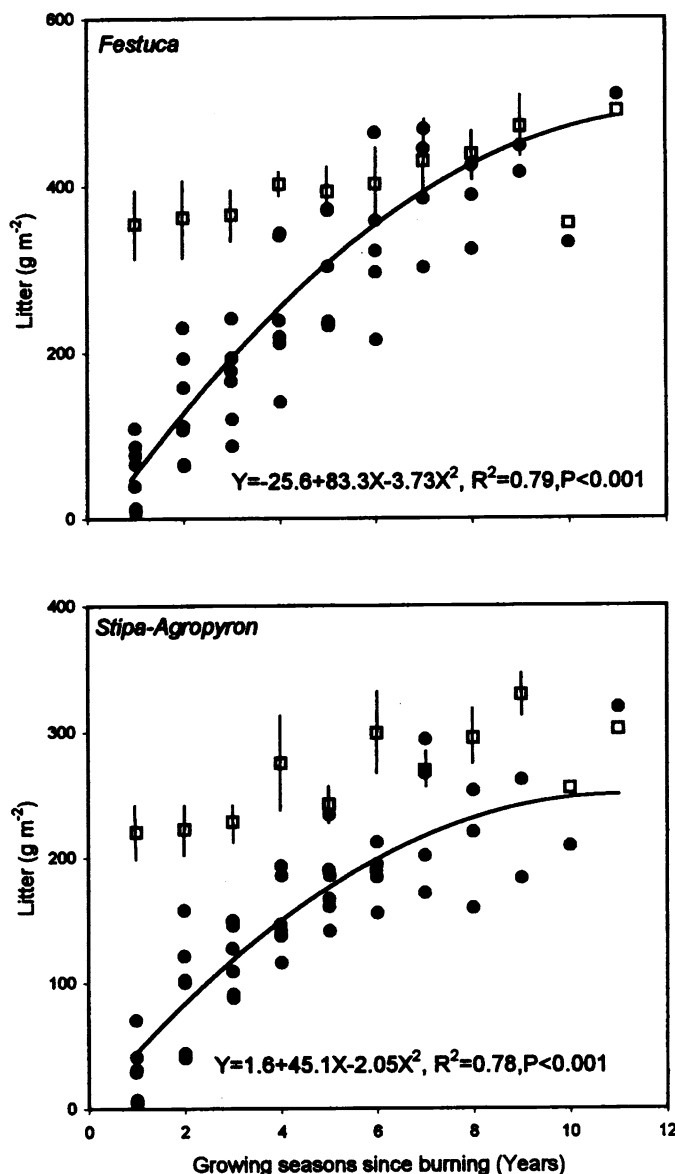 600
Festuca
400
Litter (g m-2)
200
Y=-25.6+83.3X-3.73X2, R2=0.79,P<0.001
0
400
Stipa-Agropyron
300
Litter (g m-2)
200
100
Y=1.6+45.1X-2.05X2, R2=0.78,P<0.001
0
0 2 4 6 8 10 12
Growing seasons since burning (Years)